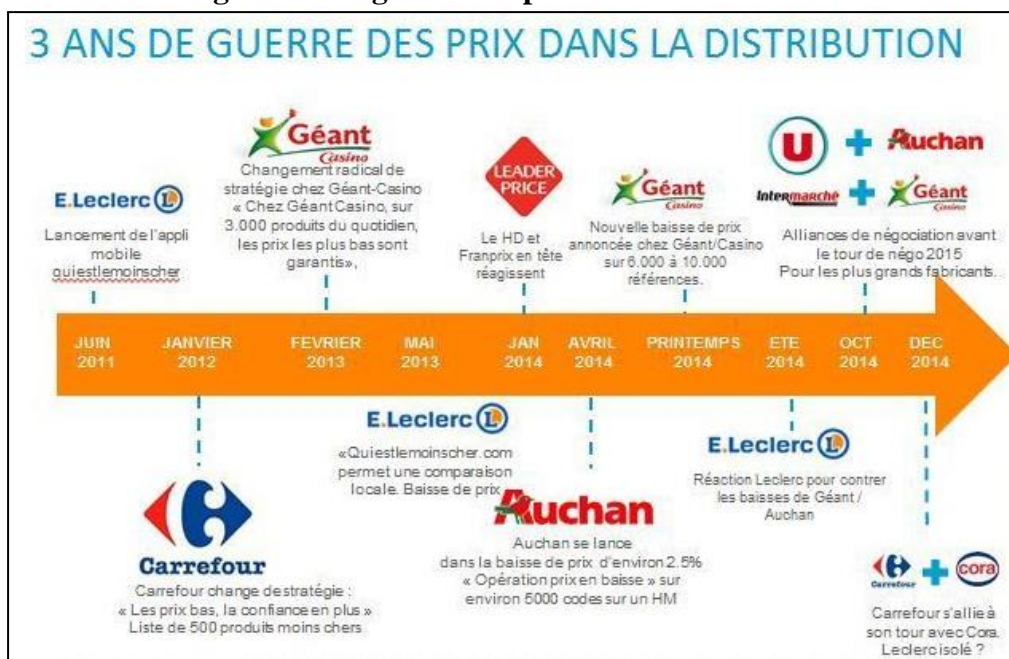 3 ANS DE GUERRE DES PRIX DANS LA DISTRIBUTION
E.Leclerc L
Lancement de l'appli
mobile
quiestlemoinscher
Géant
Casino
Changement radical de
stratégie chez Géant-Casino
« Chez Géant Casino, sur
3.000 produits du quotidien,
les prix les plus bas sont
garantis»,
LEADER
PRICE
Le HD et
Franprix en tête
réagissent
Géant
Casino
Nouvelle baisse de prix
annoncée chez Géant/Casino
sur 6.000 à 10.000
références.
U + Auchan
Intermarché + Géant
Casino
Alliances de négociation avant
le tour de négo 2015
Pour les plus grands fabricants.
JUIN
2011
JANVIER
2012
FEVRIER
2013
MAI
2013
JAN
2014
AVRIL
2014
PRINTEMPS
2014
ETE
2014
OCT
2014
DEC
2014
Carrefour
Carrefour change de stratégie :
« Les prix bas, la confiance en plus »
Liste de 500 produits moins chers
E.Leclerc L
«Quiestlemoinscher.com
permet une comparaison
locale. Baisse de prix
Auchan
Auchan se lance
dans la baisse de prix d'environ 2.5%
« Opération prix en baisse » sur
environ 5000 codes sur un HM
E.Leclerc L
Réaction Leclerc pour contrer
les baisses de Géant /
Auchan
Carrefour + cora
Carrefour s'allie à
son tour avec Cora.
Leclerc isolé ?